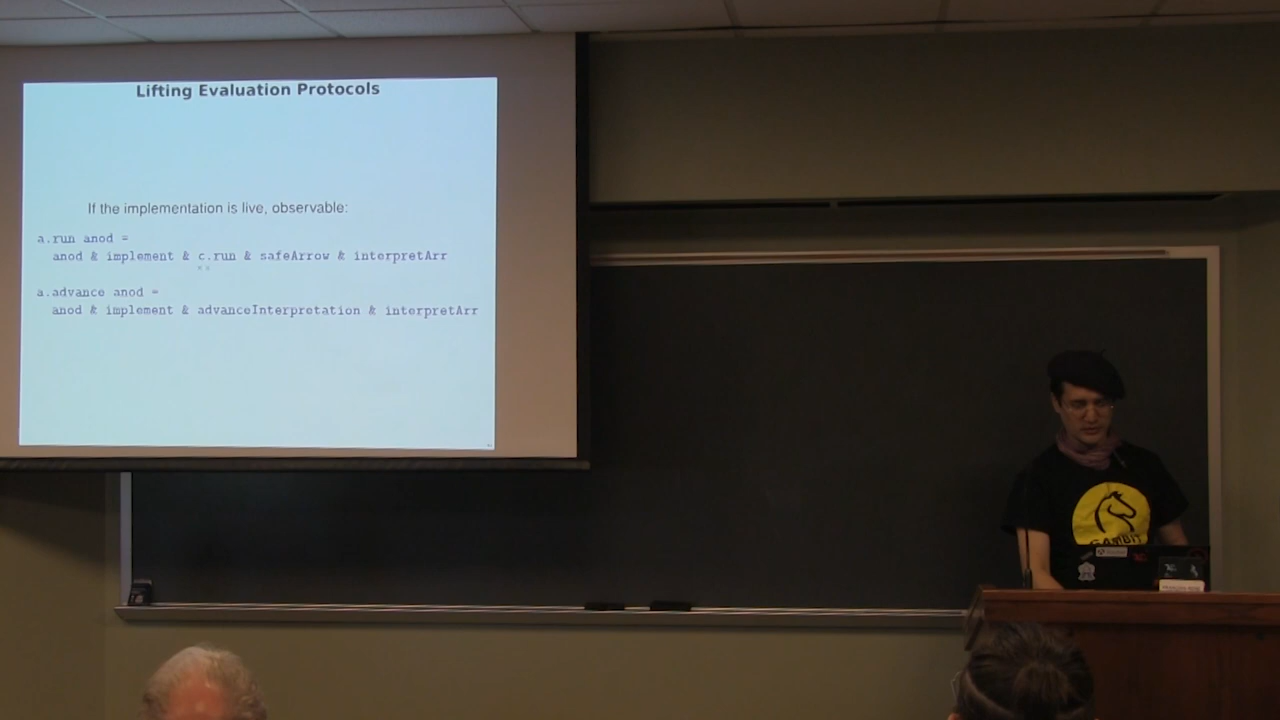 Lifting Evaluation Protocols
If the implementation is live, observable:
a.run anod =
anod & implement & c.run & safeArrow & interpretArr
a.advance anod =
anod & implement & advanceInterpretation & interpretArr
GAMBIT